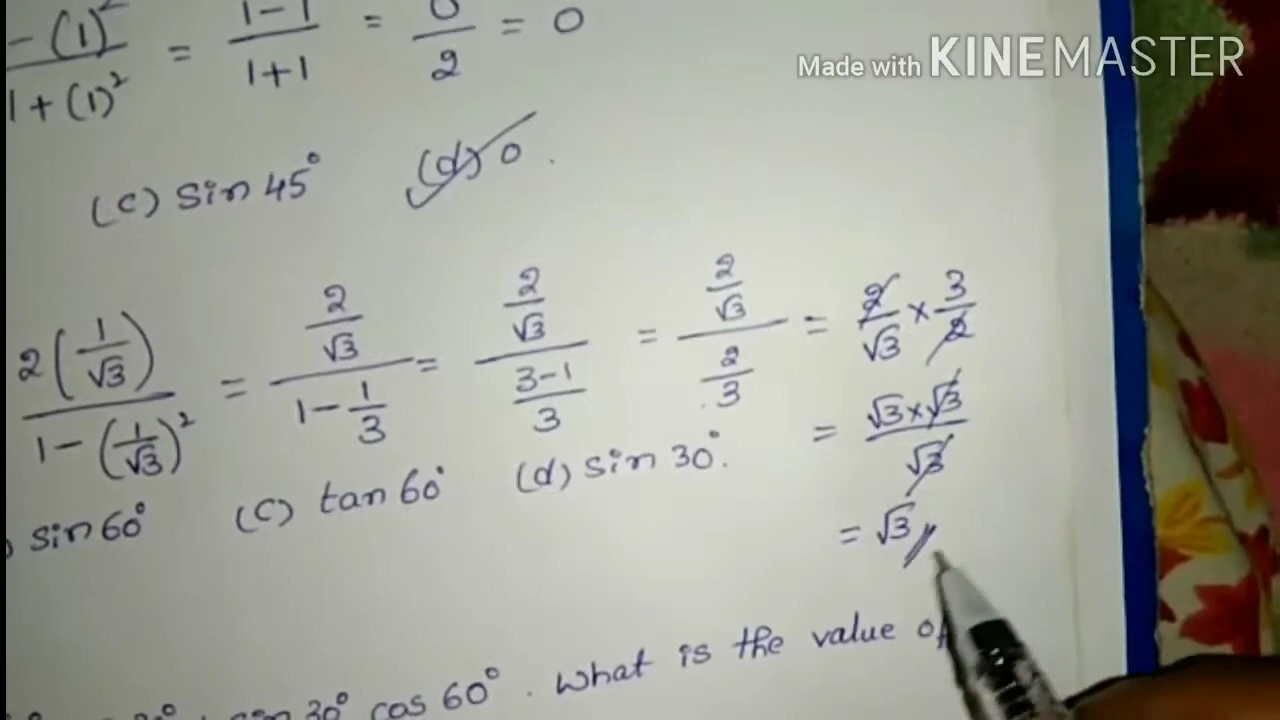 - (1)² / 1 + (1)² = 1-1 / 1+1 = 0/2 = 0
Made with KINEMASTER
(c) Sin 45° (d) 0.
2(1/√3) / 1 - (1/√3)² = 2/√3 / 1 - 1/3 = 2/√3 / 3-1/3 = 2/√3 / 2/3 = 2/√3 × 3/2
= √3×√3 / √3
) sin 60° (c) tan 60° (d) sin 30°.
= √3
sin 30° cos 60°. What is the value of